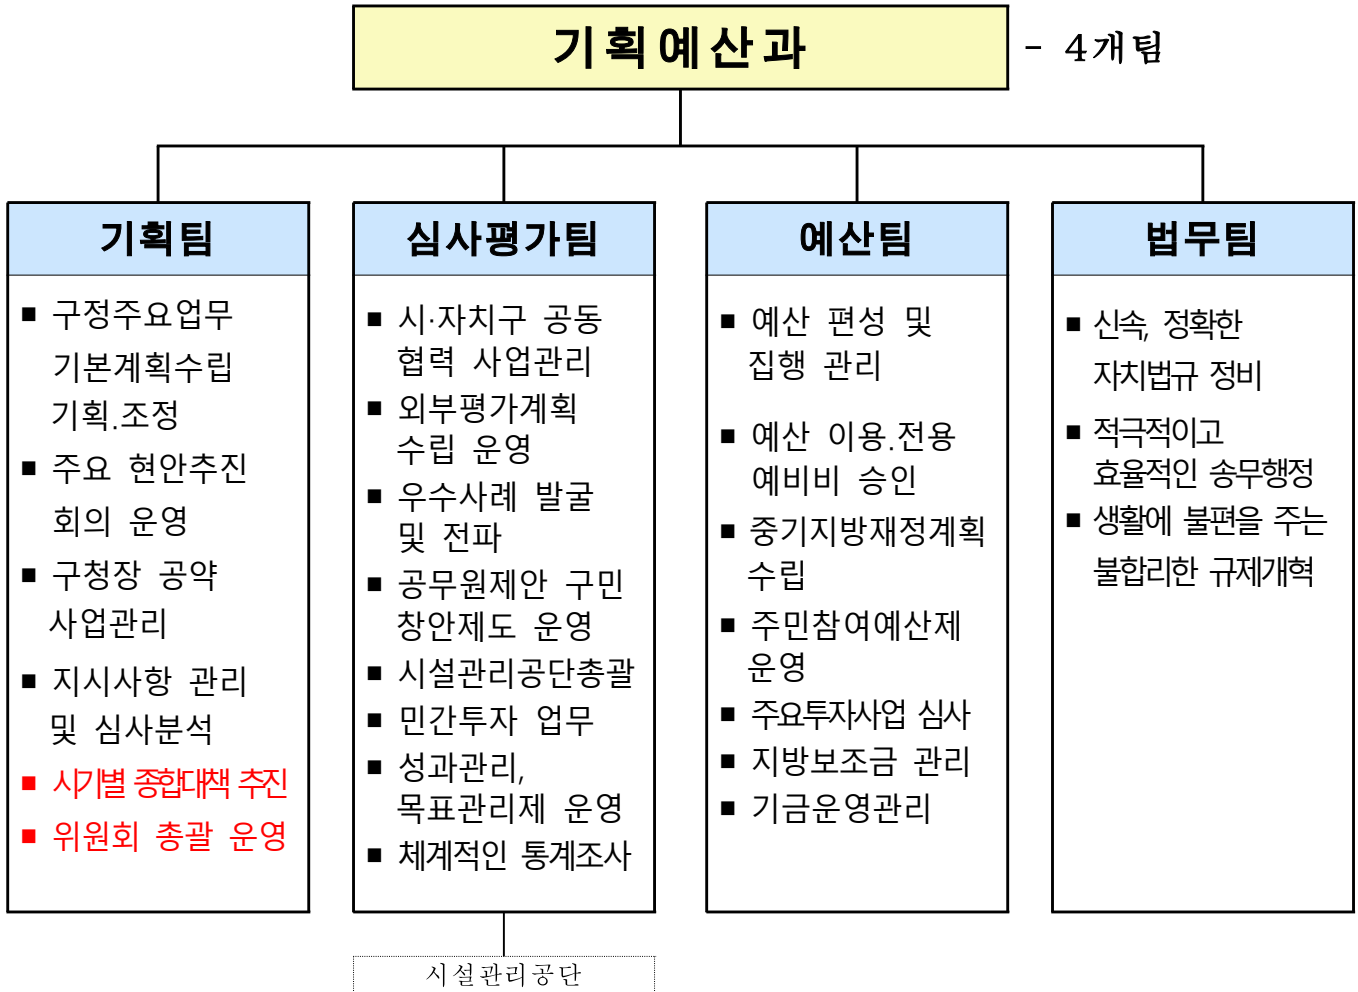 기획예산과
- 4개팀
기획팀
■ 구정주요업무
기본계획수립
기획.조정
■ 주요 현안추진
회의 운영
■ 구청장 공약
사업관리
■ 지시사항 관리
및 심사분석
■ 시기별 종합대책 추진
■ 위원회 총괄 운영
심사평가팀
■ 시·자치구 공동
협력 사업관리
■ 외부평가계획
수립 운영
■ 우수사례 발굴
및 전파
■ 공무원제안 구민
창안제도 운영
■ 시설관리공단총괄
■ 민간투자 업무
■ 성과관리,
목표관리제 운영
■ 체계적인 통계조사
시설관리공단
예산팀
■ 예산 편성 및
집행 관리
■ 예산 이용.전용
예비비 승인
■ 중기지방재정계획
수립
■ 주민참여예산제
운영
■ 주요투자사업 심사
■ 지방보조금 관리
■ 기금운영관리
법무팀
■ 신속, 정확한
자치법규 정비
■ 적극적이고
효율적인 송무행정
■ 생활에 불편을 주는
불합리한 규제개혁